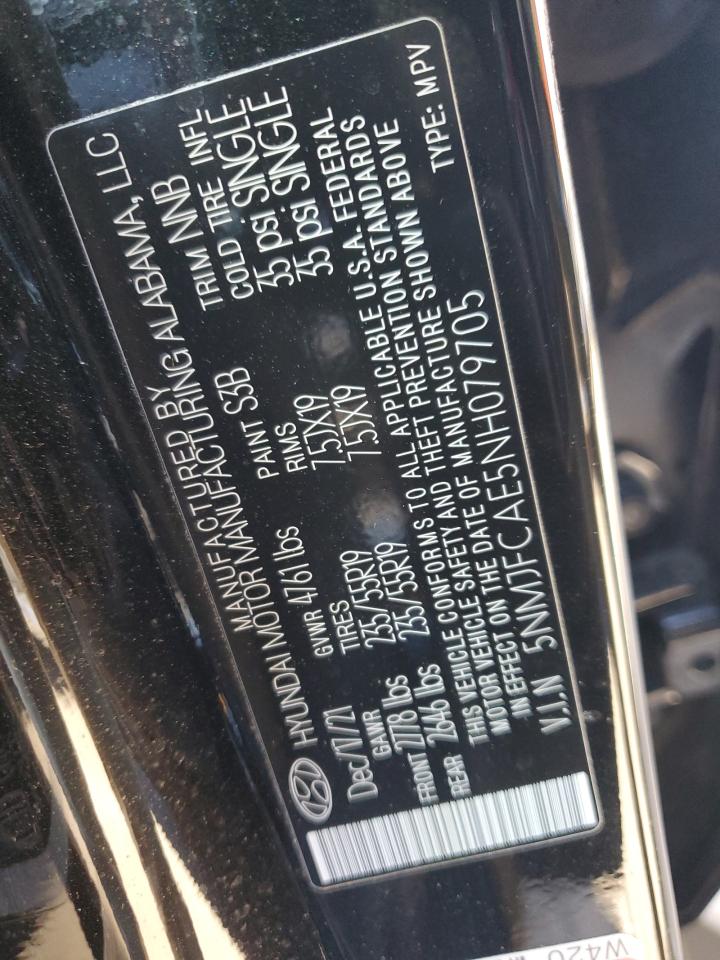 MANUFACTURED BY
HYUNDAI MOTOR MANUFACTURING ALABAMA, LLC
Dec/17/21 GVWR 4761 lbs PAINT S3B TRIM NNB
GAWR TIRES RIMS COLD TIRE INFL
FRONT 2778 lbs 235/55R19 7.5JX19 35 psi SINGLE
REAR 2646 lbs 235/55R19 7.5JX19 35 psi SINGLE
THIS VEHICLE CONFORMS TO ALL APPLICABLE U.S.A. FEDERAL
MOTOR VEHICLE SAFETY AND THEFT PREVENTION STANDARDS
IN EFFECT ON THE DATE OF MANUFACTURE SHOWN ABOVE
V.I.N 5NMJFCAE5NH079705 TYPE: MPV
W420